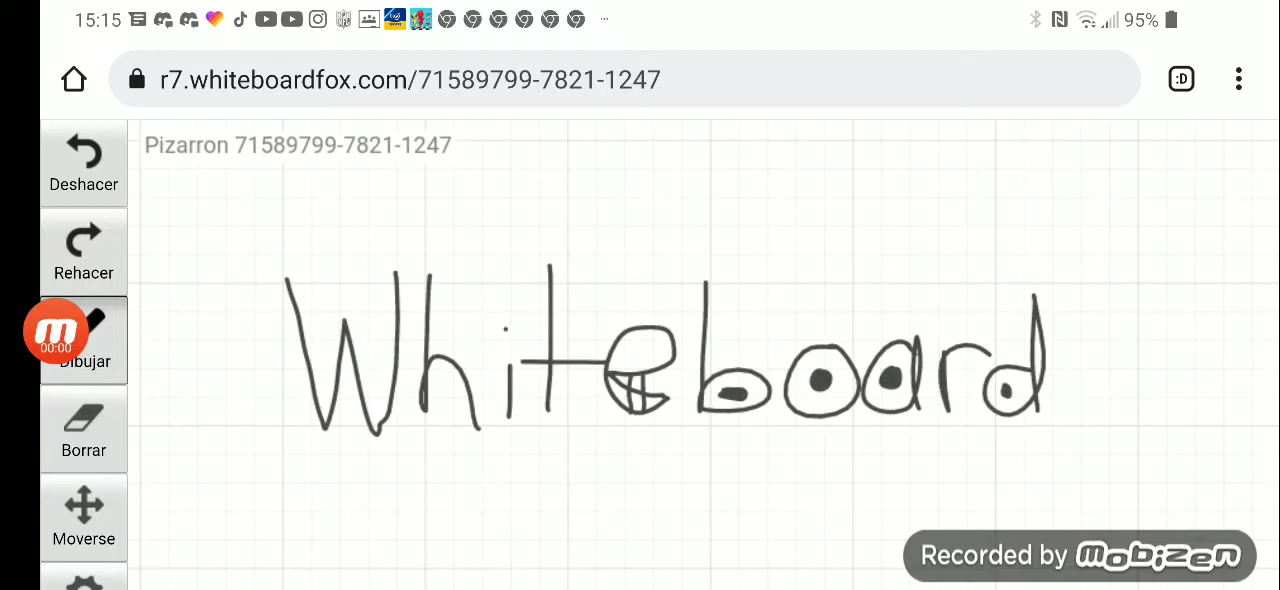 15:15 95%
r7.whiteboardfox.com/71589799-7821-1247 :D
Pizarron 71589799-7821-1247
Deshacer
Rehacer
Whiteboard
00:00
Dibujar
Borrar
Moverse
Recorded by mobizen